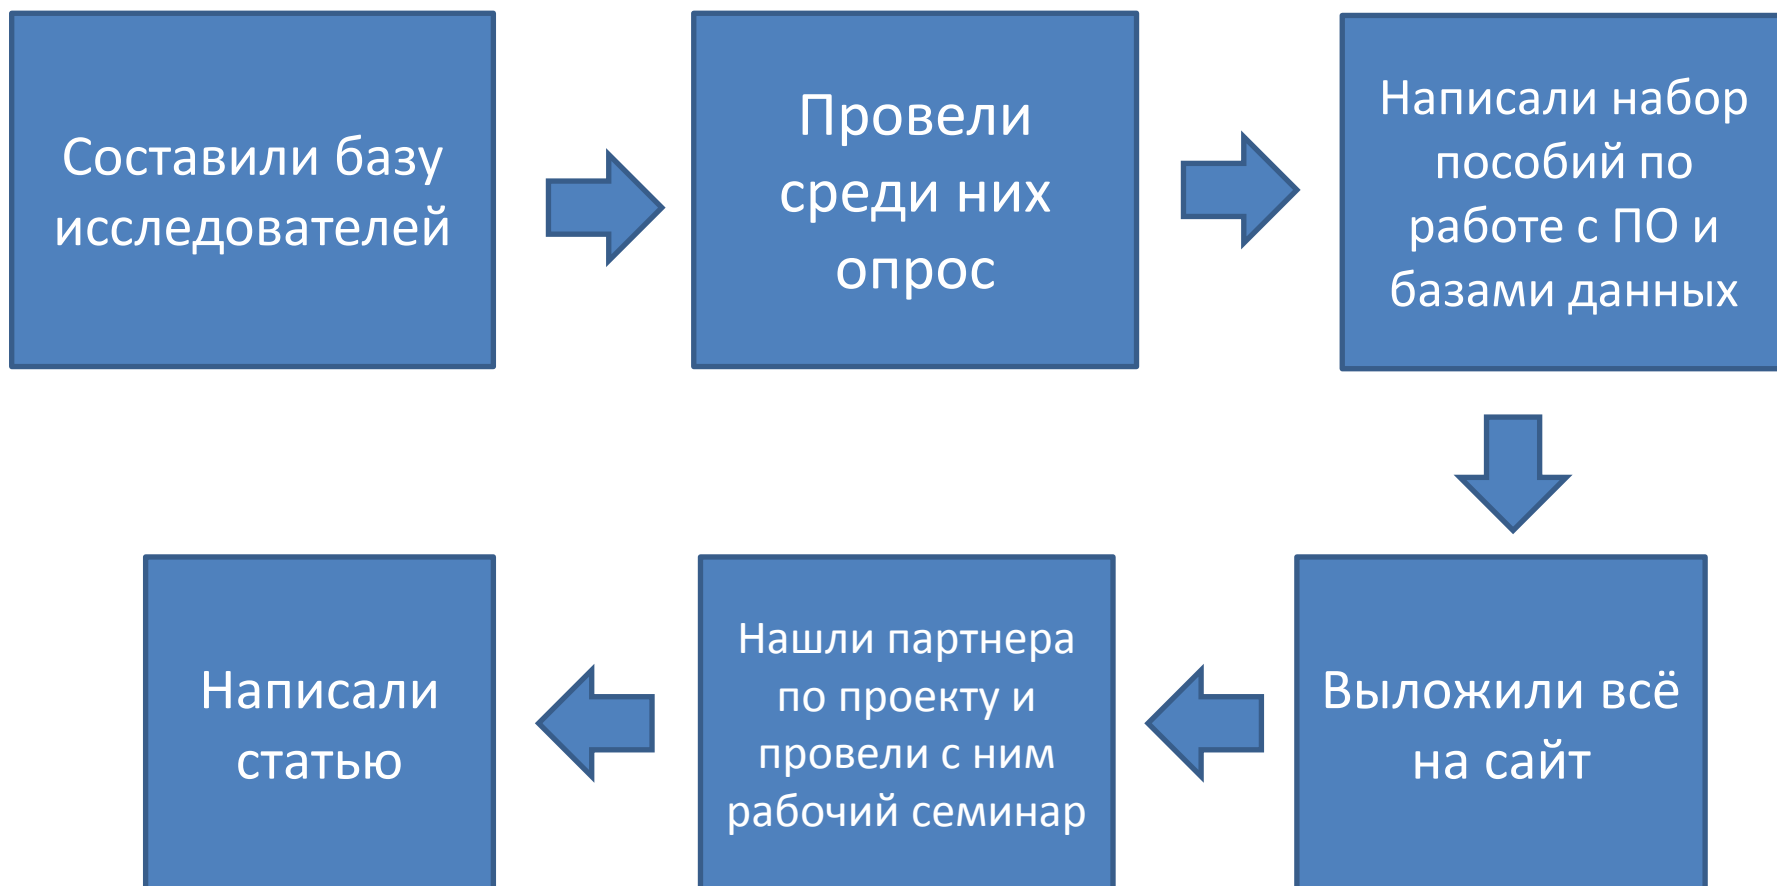 Составили базу
исследователей
Провели
среди них
опрос
Написали набор
пособий по
работе с ПО и
базами данных
Выложили всё
на сайт
Нашли партнера
по проекту и
провели с ним
рабочий семинар
Написали
статью